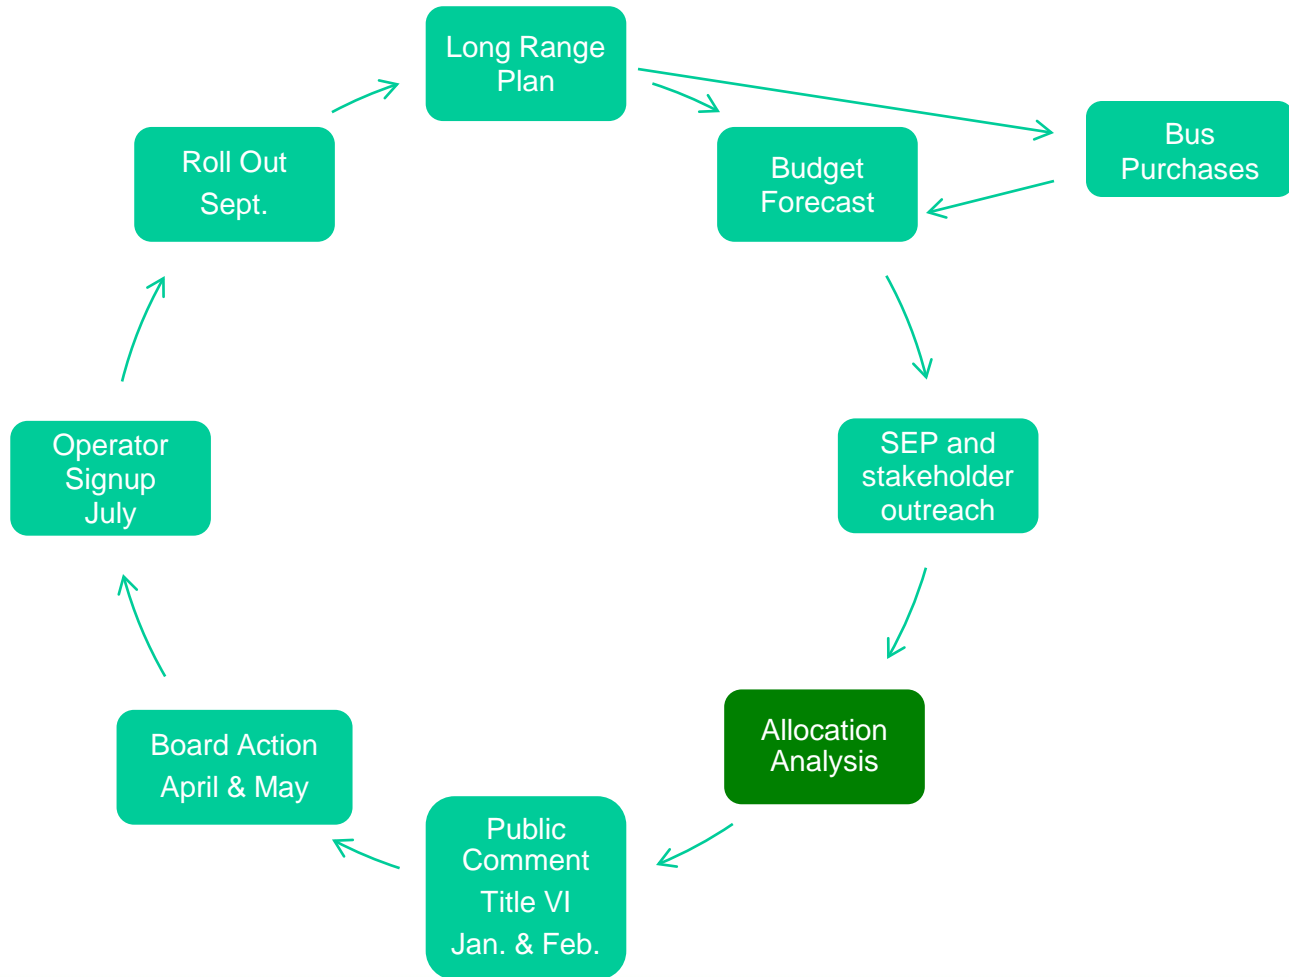 Long Range
Plan
Bus
Purchases
Budget
Forecast
Roll Out
Sept.
SEP and
stakeholder
outreach
Operator
Signup
July
Allocation
Analysis
Board Action
April & May
Public
Comment
Title VI
Jan. & Feb.